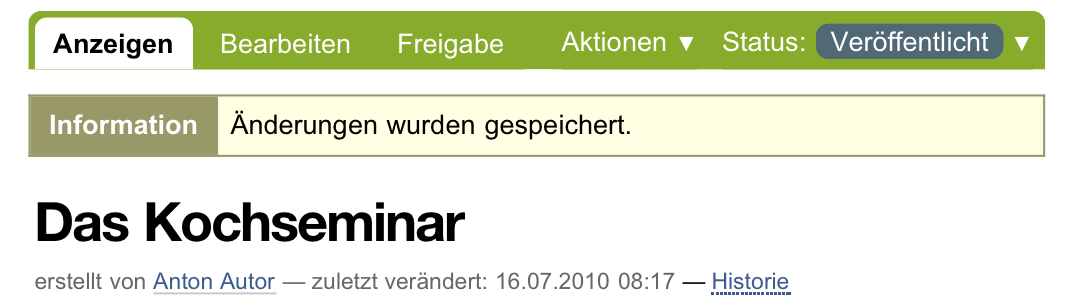 Anzeigen Bearbeiten Freigabe Aktionen ▼ Status: Veröffentlicht ▼
Information Änderungen wurden gespeichert.
Das Kochseminar
erstellt von Anton Autor — zuletzt verändert: 16.07.2010 08:17 — Historie